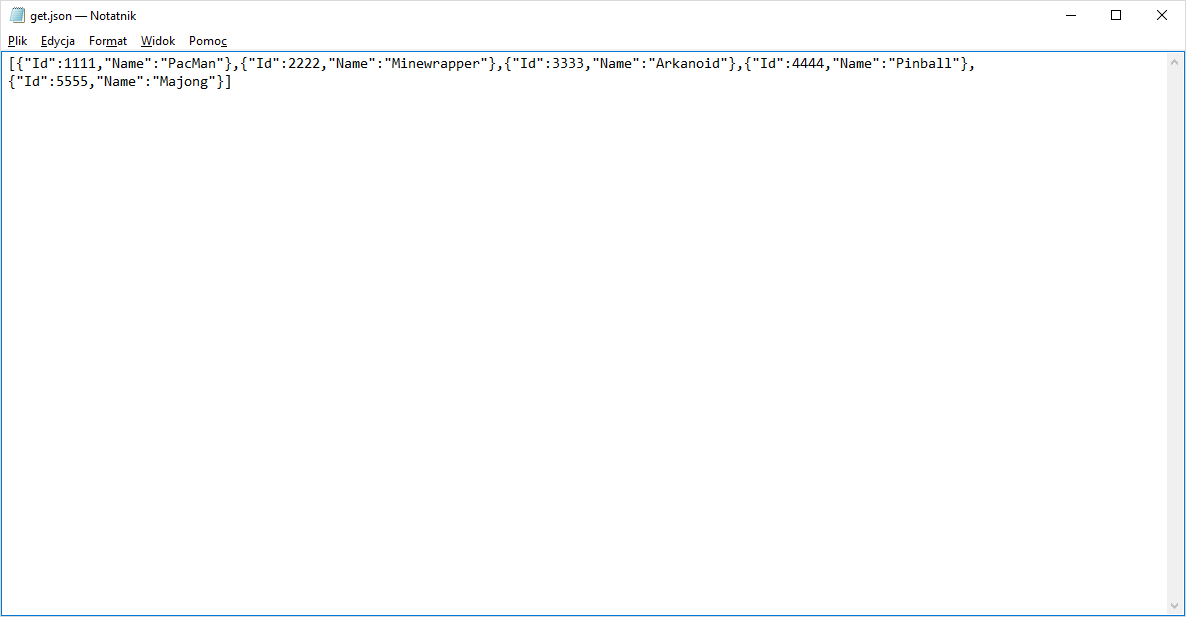 get.json — Notatnik
Plik Edycja Format Widok Pomoc
[{"Id":1111,"Name":"PacMan"},{"Id":2222,"Name":"Minewrapper"},{"Id":3333,"Name":"Arkanoid"},{"Id":4444,"Name":"Pinball"},
{"Id":5555,"Name":"Majong"}]